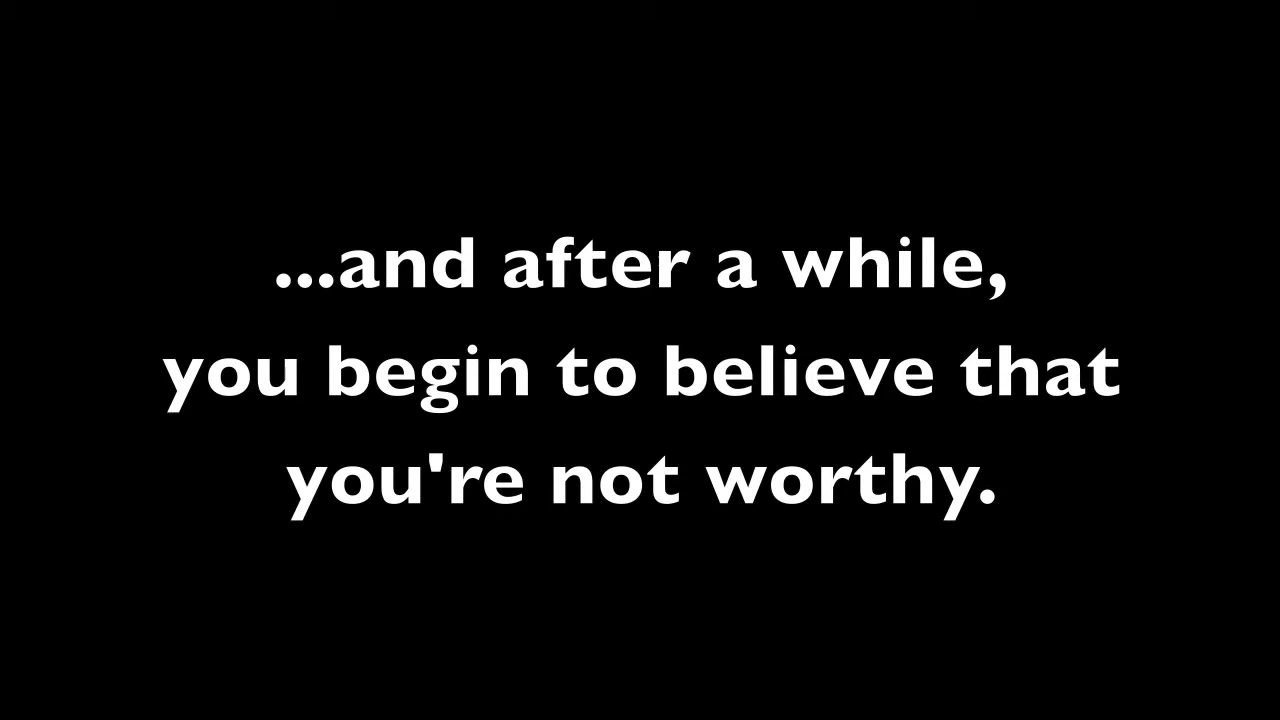 ...and after a while,
you begin to believe that
you're not worthy.